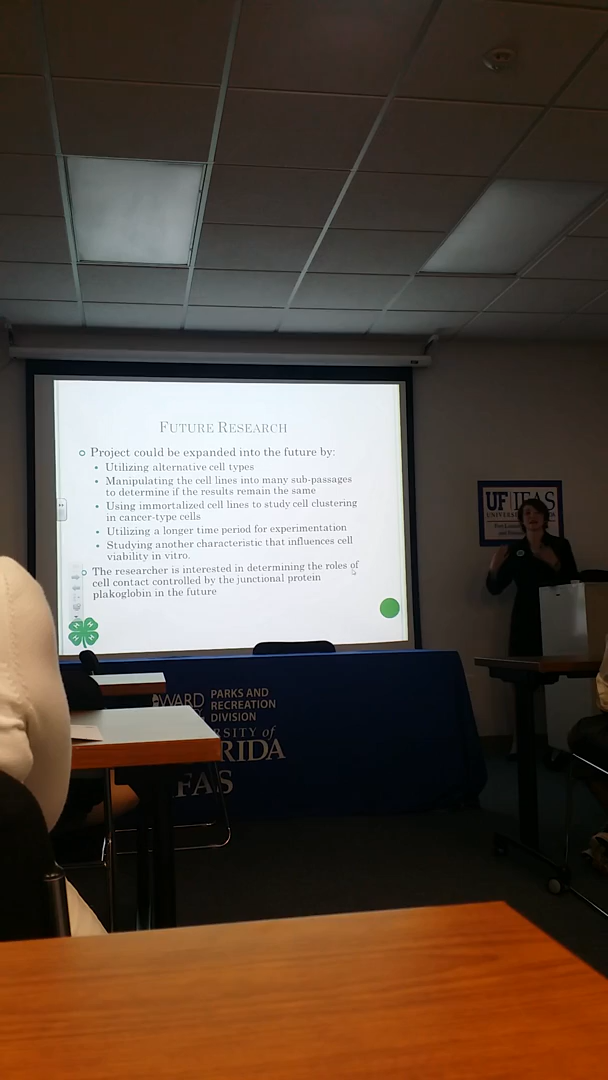 FUTURE RESEARCH
Project could be expanded into the future by:
• Utilizing alternative cell types
• Manipulating the cell lines into many sub-passages
to determine if the results remain the same
• Using immortalized cell lines to study cell clustering
in cancer-type cells
• Utilizing a longer time period for experimentation
• Studying another characteristic that influences cell
viability in vitro.
The researcher is interested in determining the roles of
cell contact controlled by the junctional protein
plakoglobin in the future
H H H H
UF IFAS
WARD PARKS AND
RECREATION
DIVISION
RSITY of
RIDA
FAS